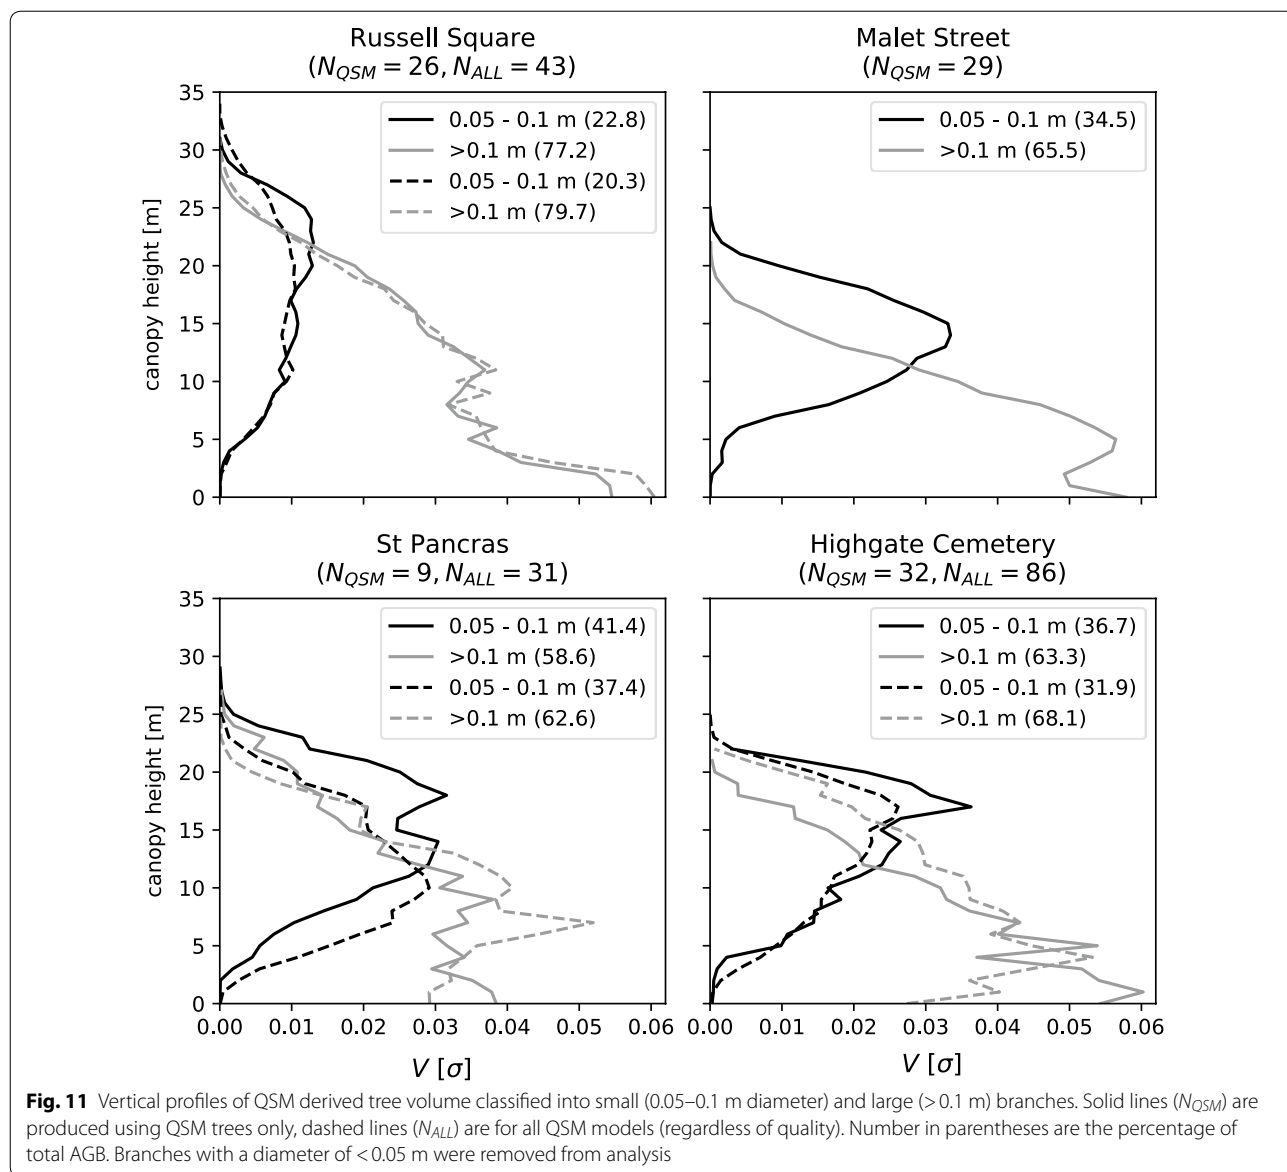 Russell Square
(N_QSM = 26, N_ALL = 43)
35
30
25
20
15
10
5
0
canopy height [m]
0.05 - 0.1 m (22.8)
>0.1 m (77.2)
0.05 - 0.1 m (20.3)
>0.1 m (79.7)
Malet Street
(N_QSM = 29)
0.05 - 0.1 m (34.5)
>0.1 m (65.5)
St Pancras
(N_QSM = 9, N_ALL = 31)
35
30
25
20
15
10
5
0
canopy height [m]
0.05 - 0.1 m (41.4)
>0.1 m (58.6)
0.05 - 0.1 m (37.4)
>0.1 m (62.6)
0.00 0.01 0.02 0.03 0.04 0.05 0.06
V [σ]
Highgate Cemetery
(N_QSM = 32, N_ALL = 86)
0.05 - 0.1 m (36.7)
>0.1 m (63.3)
0.05 - 0.1 m (31.9)
>0.1 m (68.1)
0.00 0.01 0.02 0.03 0.04 0.05 0.06
V [σ]
Fig. 11 Vertical profiles of QSM derived tree volume classified into small (0.05–0.1 m diameter) and large (> 0.1 m) branches. Solid lines (N_QSM) are
produced using QSM trees only, dashed lines (N_ALL) are for all QSM models (regardless of quality). Number in parentheses are the percentage of
total AGB. Branches with a diameter of < 0.05 m were removed from analysis